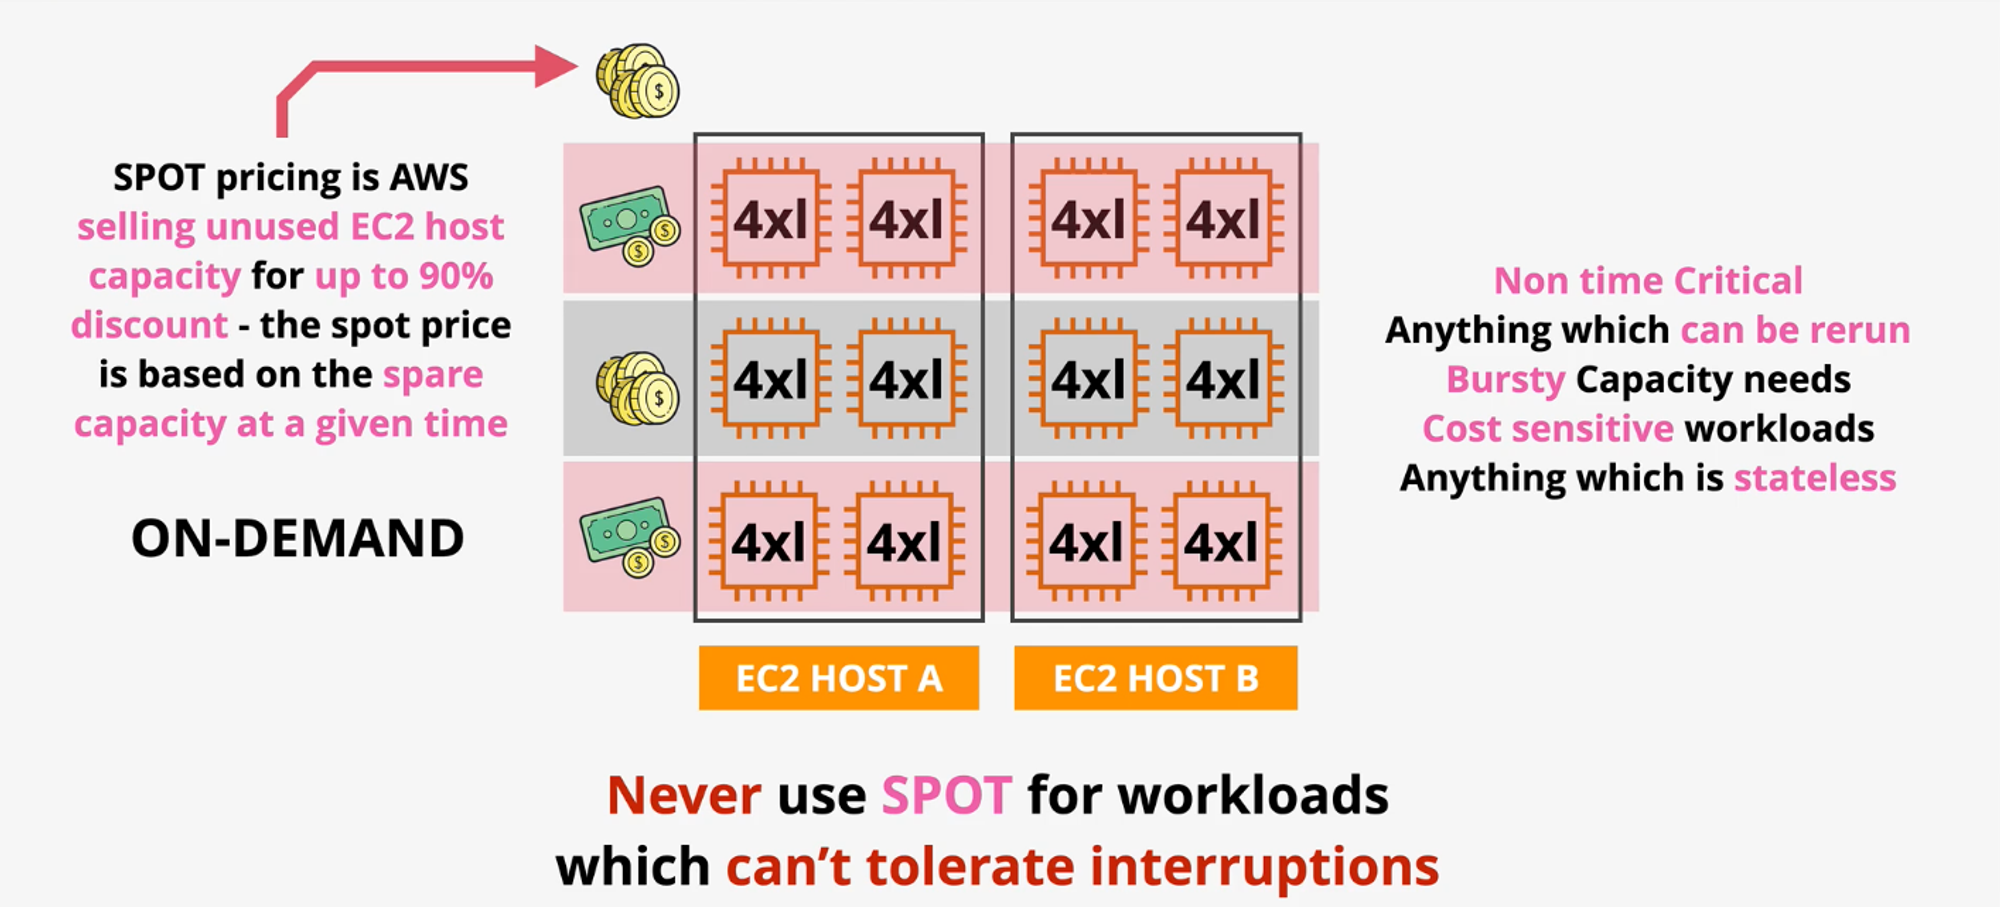 SPOT pricing is AWS
selling unused EC2 host
capacity for up to 90%
discount - the spot price
is based on the spare
capacity at a given time
ON-DEMAND
4xl 4xl 4xl 4xl
4xl 4xl 4xl 4xl
4xl 4xl 4xl 4xl
EC2 HOST A
EC2 HOST B
Non time Critical
Anything which can be rerun
Bursty Capacity needs
Cost sensitive workloads
Anything which is stateless
Never use SPOT for workloads
which can’t tolerate interruptions